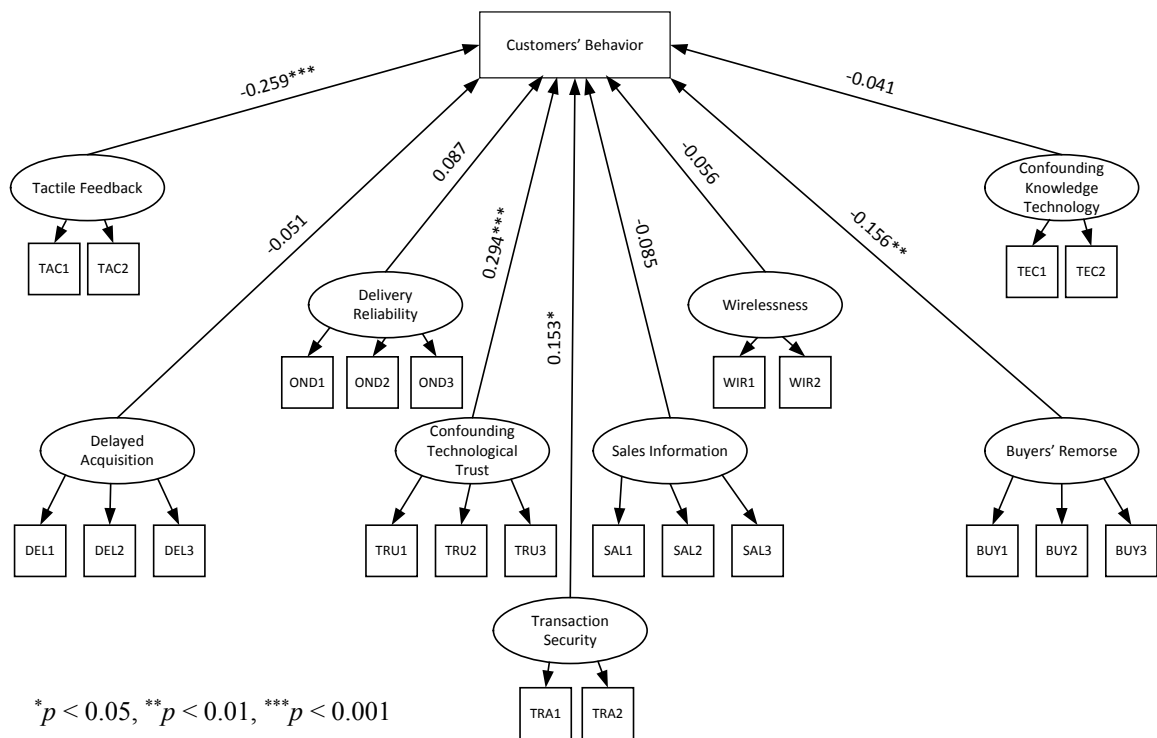 Customers' Behavior
-0.259***
-0.041
0.087
-0.056
Tactile Feedback
Confounding
Knowledge
Technology
-0.051
0.294***
-0.085
-0.156**
TAC1
TAC2
TEC1
TEC2
Delivery
Reliability
Wirelessness
0.153*
OND1
OND2
OND3
WIR1
WIR2
Delayed
Acquisition
Confounding
Technological
Trust
Sales Information
Buyers' Remorse
DEL1
DEL2
DEL3
TRU1
TRU2
TRU3
SAL1
SAL2
SAL3
BUY1
BUY2
BUY3
Transaction
Security
TRA1
TRA2
*p < 0.05, **p < 0.01, ***p < 0.001